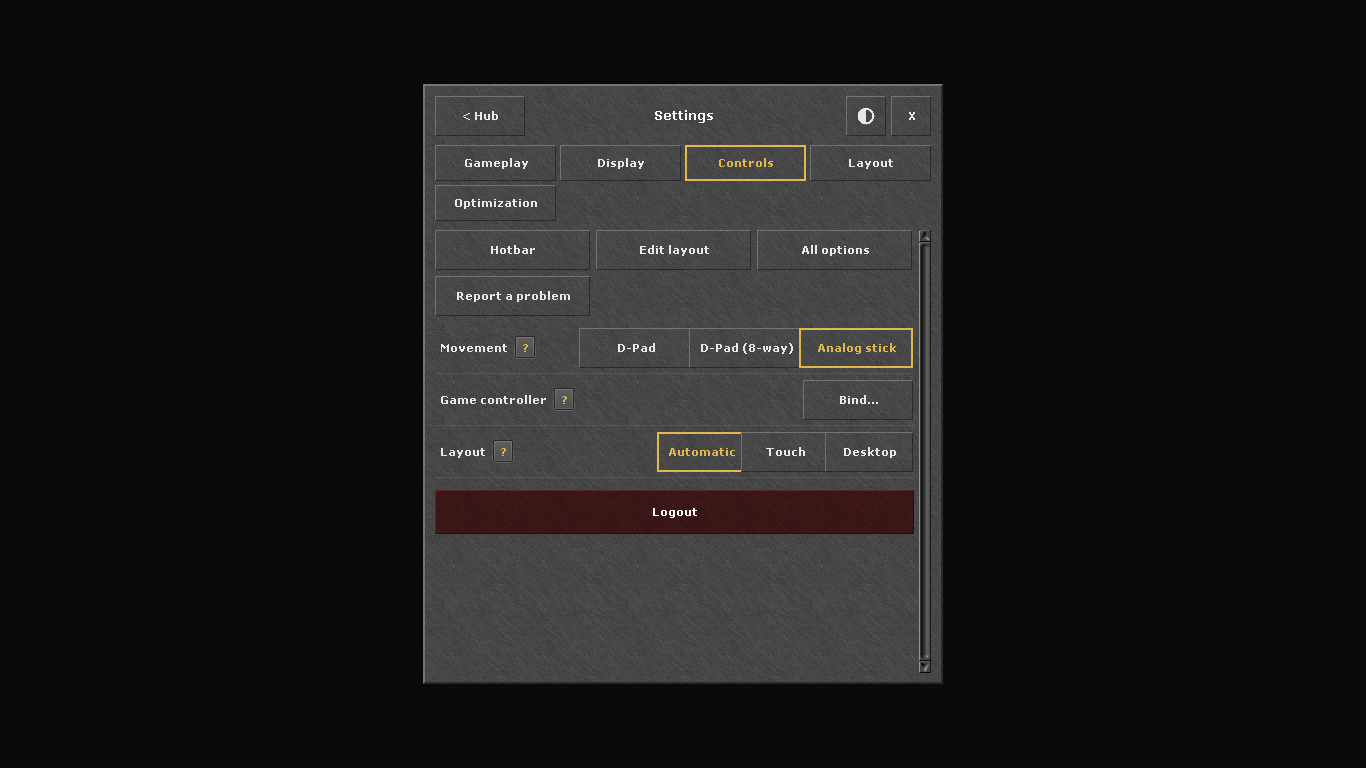 < Hub Settings X
Gameplay Display Controls Layout
Optimization
Hotbar Edit layout All options
Report a problem
Movement ? D-Pad D-Pad (8-way) Analog stick
Game controller ? Bind...
Layout ? Automatic Touch Desktop
Logout